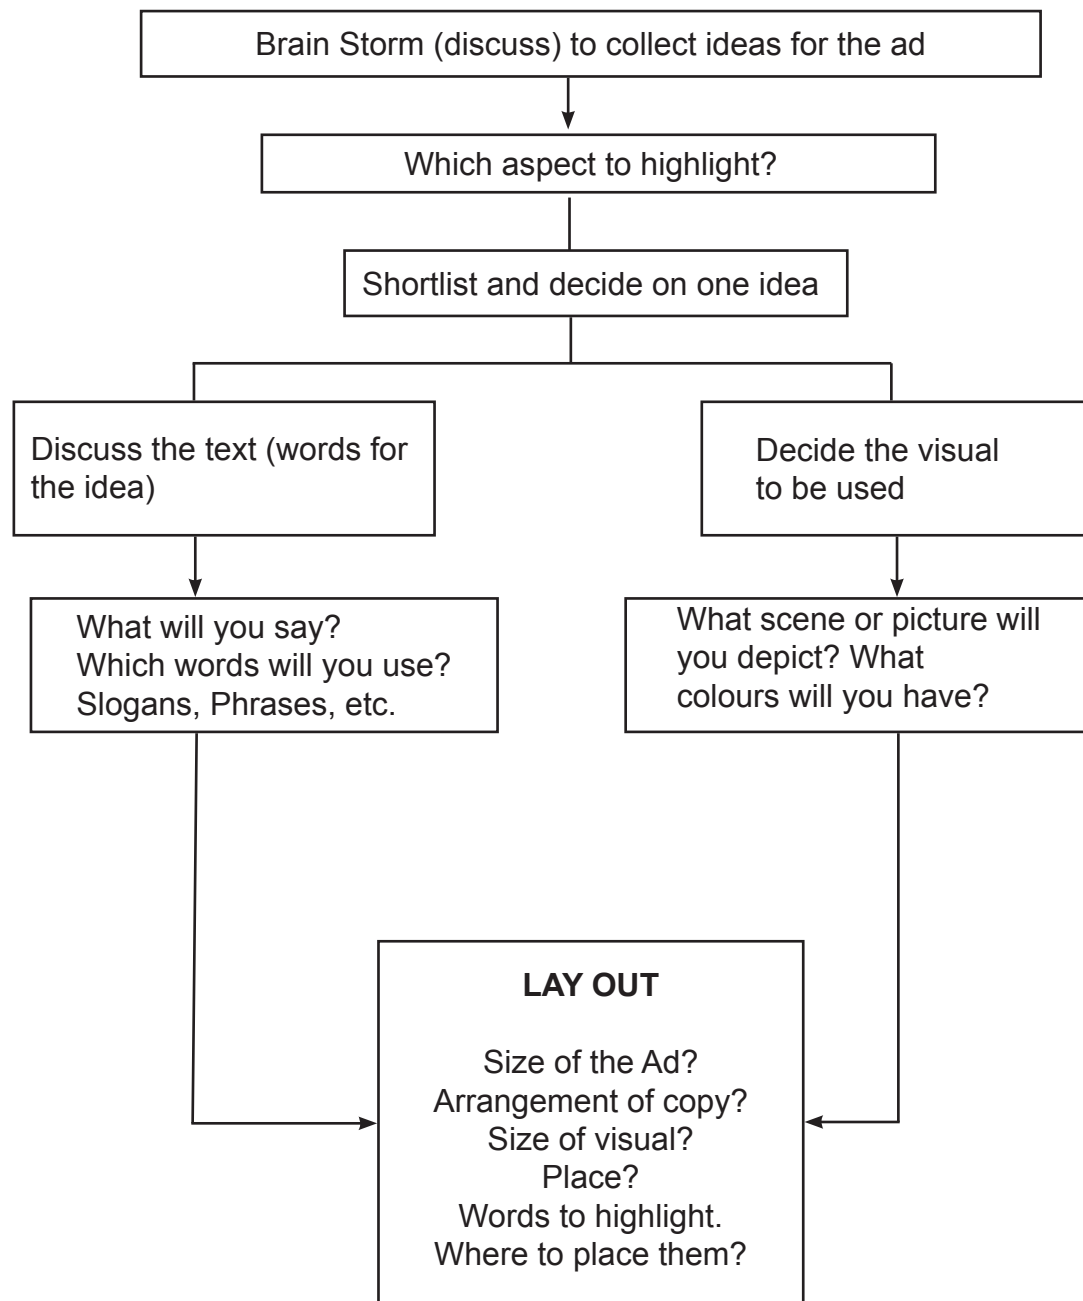 Brain Storm (discuss) to collect ideas for the ad
Which aspect to highlight?
Shortlist and decide on one idea
Discuss the text (words for
the idea)
Decide the visual
to be used
What will you say?
Which words will you use?
Slogans, Phrases, etc.
What scene or picture will
you depict? What
colours will you have?
LAY OUT
Size of the Ad?
Arrangement of copy?
Size of visual?
Place?
Words to highlight.
Where to place them?